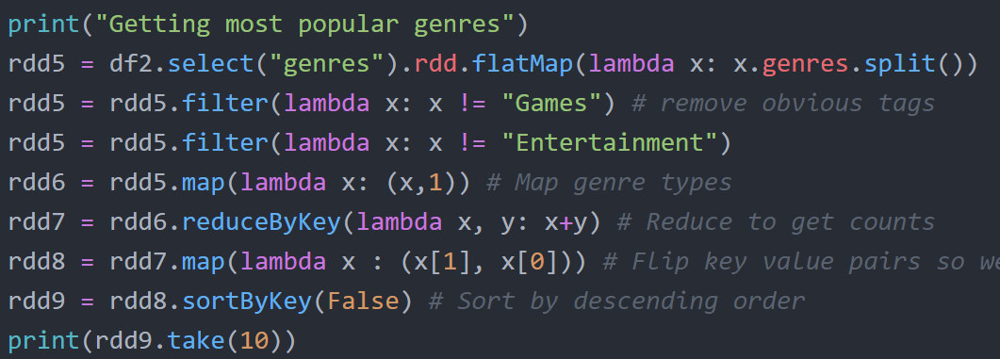 print("Getting most popular genres")
rdd5 = df2.select("genres").rdd.flatMap(lambda x: x.genres.split())
rdd5 = rdd5.filter(lambda x: x != "Games") # remove obvious tags
rdd5 = rdd5.filter(lambda x: x != "Entertainment")
rdd6 = rdd5.map(lambda x: (x,1)) # Map genre types
rdd7 = rdd6.reduceByKey(lambda x, y: x+y) # Reduce to get counts
rdd8 = rdd7.map(lambda x : (x[1], x[0])) # Flip key value pairs so we
rdd9 = rdd8.sortByKey(False) # Sort by descending order
print(rdd9.take(10))